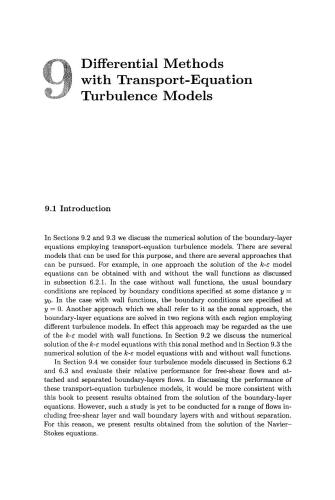 9
Differential Methods
with Transport-Equation
Turbulence Models
9.1 Introduction
In Sections 9.2 and 9.3 we discuss the numerical solution of the boundary-layer
equations employing transport-equation turbulence models. There are several
models that can be used for this purpose, and there are several approaches that
can be pursued. For example, in one approach the solution of the k-ε model
equations can be obtained with and without the wall functions as discussed
in subsection 6.2.1. In the case without wall functions, the usual boundary
conditions are replaced by boundary conditions specified at some distance y =
y₀. In the case with wall functions, the boundary conditions are specified at
y = 0. Another approach which we shall refer to it as the zonal approach, the
boundary-layer equations are solved in two regions with each region employing
different turbulence models. In effect this approach may be regarded as the use
of the k-ε model with wall functions. In Section 9.2 we discuss the numerical
solution of the k-ε model equations with this zonal method and in Section 9.3 the
numerical solution of the k-ε model equations with and without wall functions.
In Section 9.4 we consider four turbulence models discussed in Sections 6.2
and 6.3 and evaluate their relative performance for free-shear flows and at-
tached and separated boundary-layers flows. In discussing the performance of
these transport-equation turbulence models, it would be more consistent with
this book to present results obtained from the solution of the boundary-layer
equations. However, such a study is yet to be conducted for a range of flows in-
cluding free-shear layer and wall boundary layers with and without separation.
For this reason, we present results obtained from the solution of the Navier–
Stokes equations.